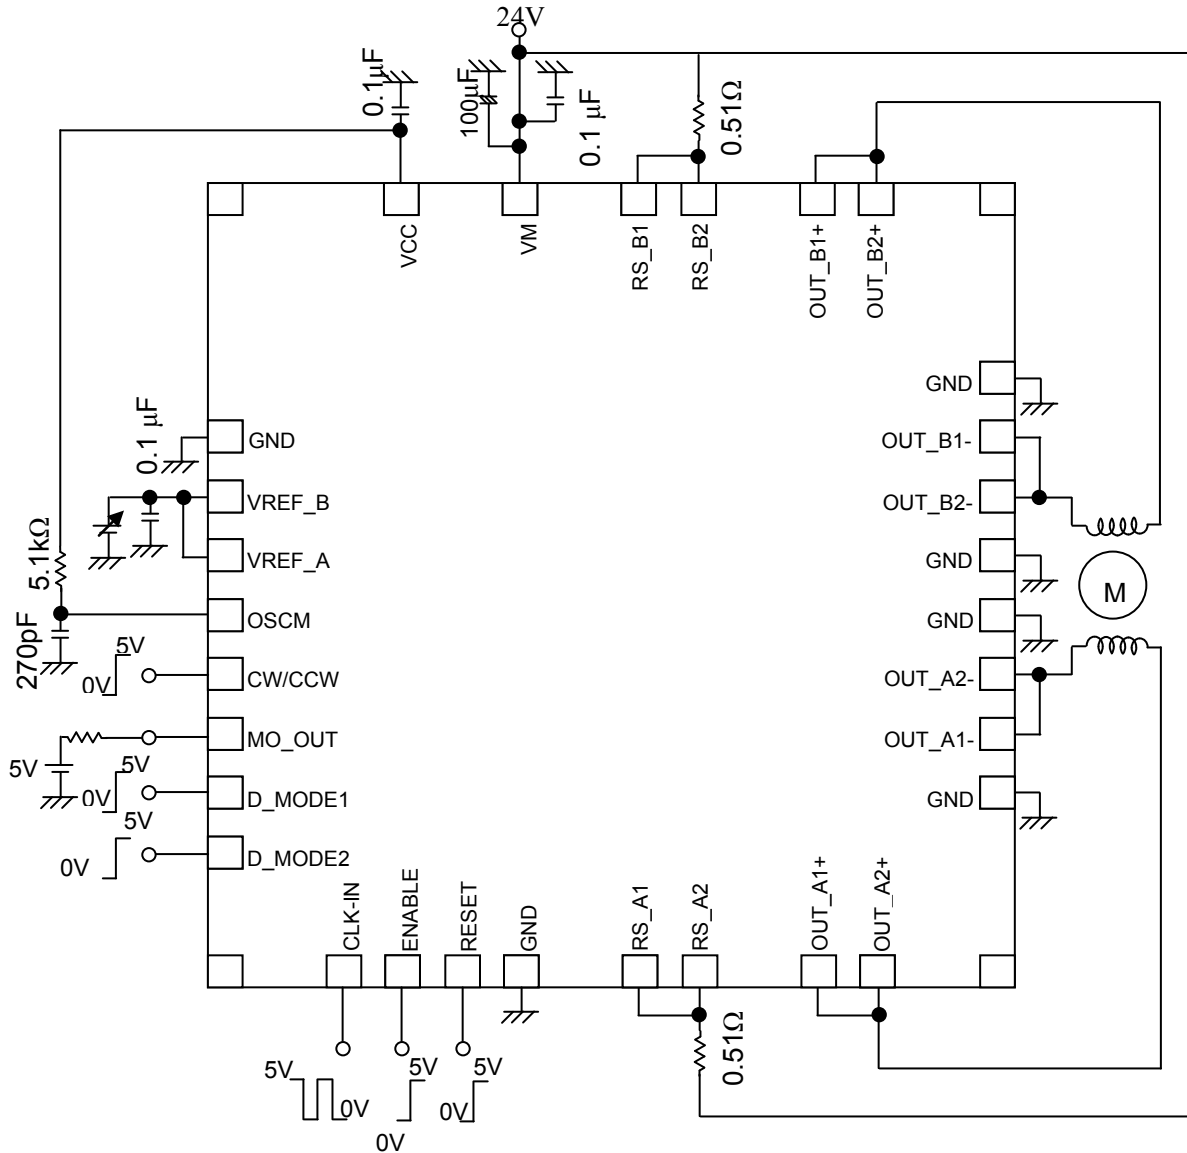 24V
0.1μF
100μF
0.1 μF
0.51Ω
VCC
VM
RS_B1
RS_B2
OUT_B1+
OUT_B2+
GND
OUT_B1-
OUT_B2-
GND
GND
OUT_A2-
OUT_A1-
GND
M
0.1 μF
GND
VREF_B
VREF_A
5.1kΩ
OSCM
270pF
5V
0V
CW/CCW
MO_OUT
5V
5V
0V
D_MODE1
5V
0V
D_MODE2
CLK-IN
ENABLE
RESET
GND
RS_A1
RS_A2
OUT_A1+
OUT_A2+
0.51Ω
5V
0V
5V
0V
5V
0V